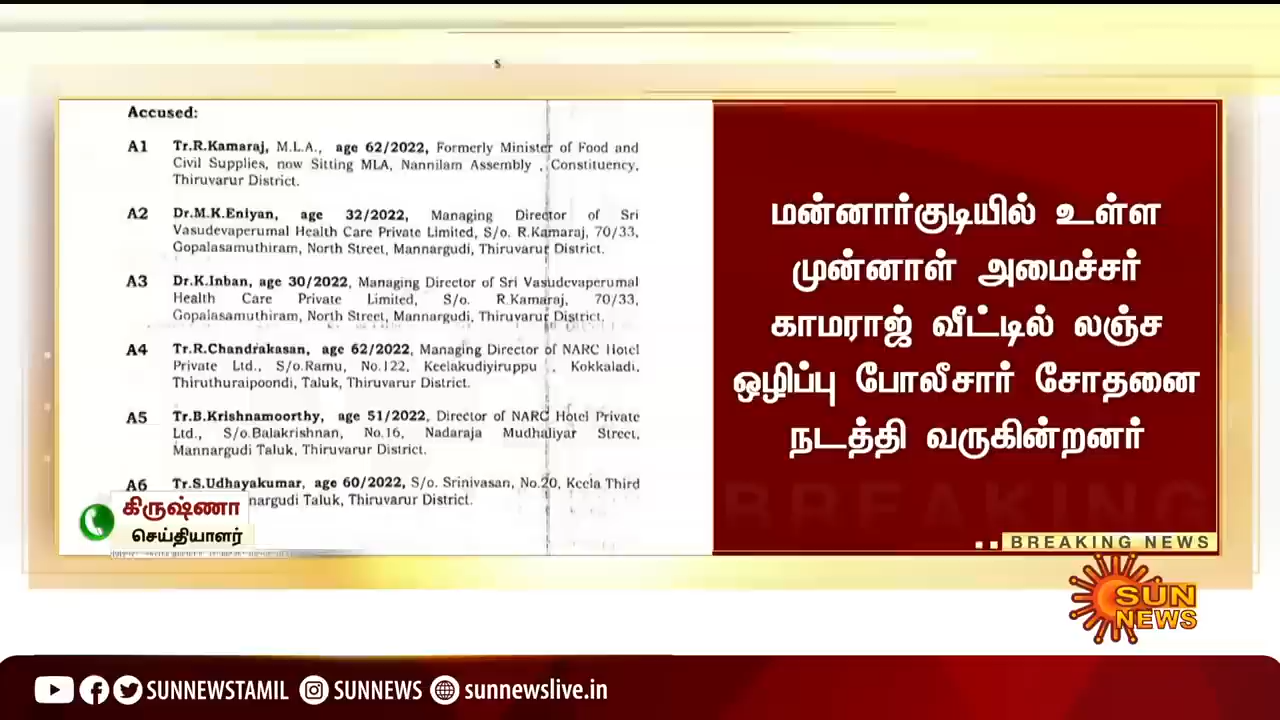 s
Accused:
A1 Tr.R.Kamaraj, M.L.A., age 62/2022, Formerly Minister of Food and
Civil Supplies, now Sitting MLA, Nannilam Assembly , Constituency,
Thiruvarur District.
A2 Dr.M.K.Eniyan, age 32/2022, Managing Director of Sri
Vasudevaperumal Health Care Private Limited, S/o. R.Kamaraj, 70/33,
Gopalasamuthiram, North Street, Mannargudi, Thiruvarur District.
A3 Dr.K.Inban, age 30/2022, Managing Director of Sri Vasudevaperumal
Health Care Private Limited, S/o. R.Kamaraj, 70/33,
Gopalasamuthiram, North Street, Mannargudi, Thiruvarur District.
A4 Tr.R.Chandrakasan, age 62/2022, Managing Director of NARC Hotel
Private Ltd., S/o.Ramu, No.122, Keelakudiyiruppu , Kokkaladi,
Thiruthuraipoondi, Taluk, Thiruvarur District.
A5 Tr.B.Krishnamoorthy, age 51/2022, Director of NARC Hotel Private
Ltd., S/o.Balakrishnan, No.16, Nadaraja Mudhaliyar Street,
Mannargudi Taluk, Thiruvarur District.
A6 Tr.S.Udhayakumar, age 60/2022, S/o. Srinivasan, No.20, Keela Third
nargudi Taluk, Thiruvarur District.
கிருஷ்ணா
செய்தியாளர்
மன்னார்குடியில் உள்ள
முன்னாள் அமைச்சர்
காமராஜ் வீட்டில் லஞ்ச
ஒழிப்பு போலீசார் சோதனை
நடத்தி வருகின்றனர்
BREAKING
BREAKING NEWS
SUN
NEWS
SUNNEWSTAMIL SUNNEWS sunnewslive.in